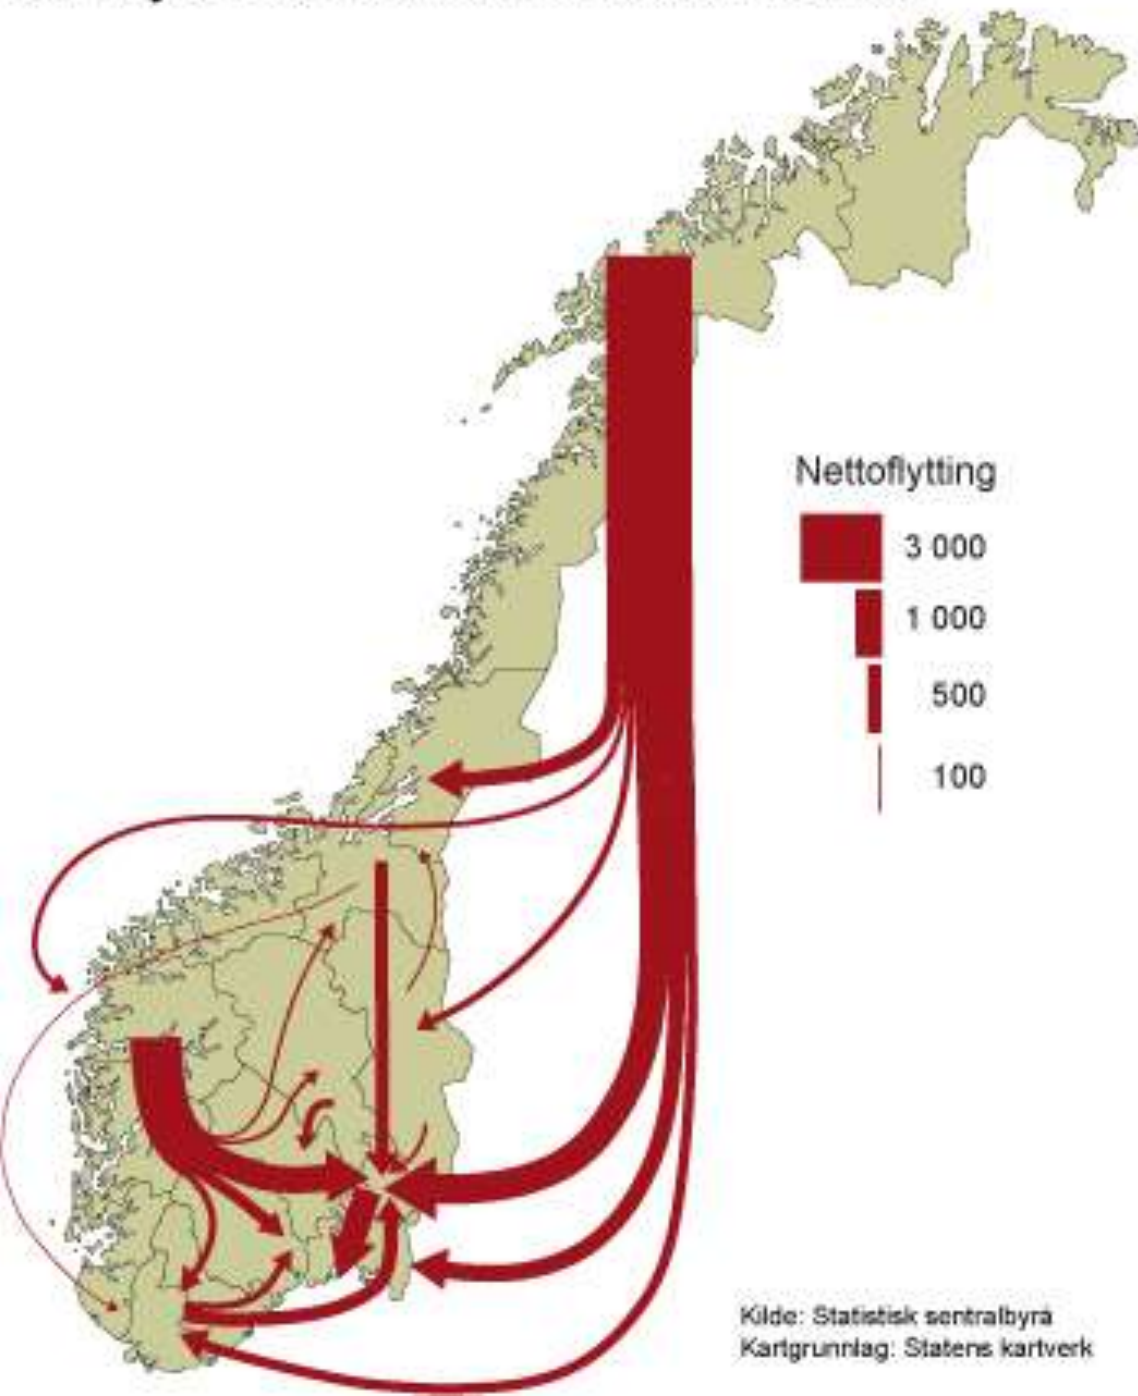 Nettoflytting
3 000
1 000
500
100
Kilde: Statistisk sentralbyrå
Kartgrunnlag: Statens kartverk